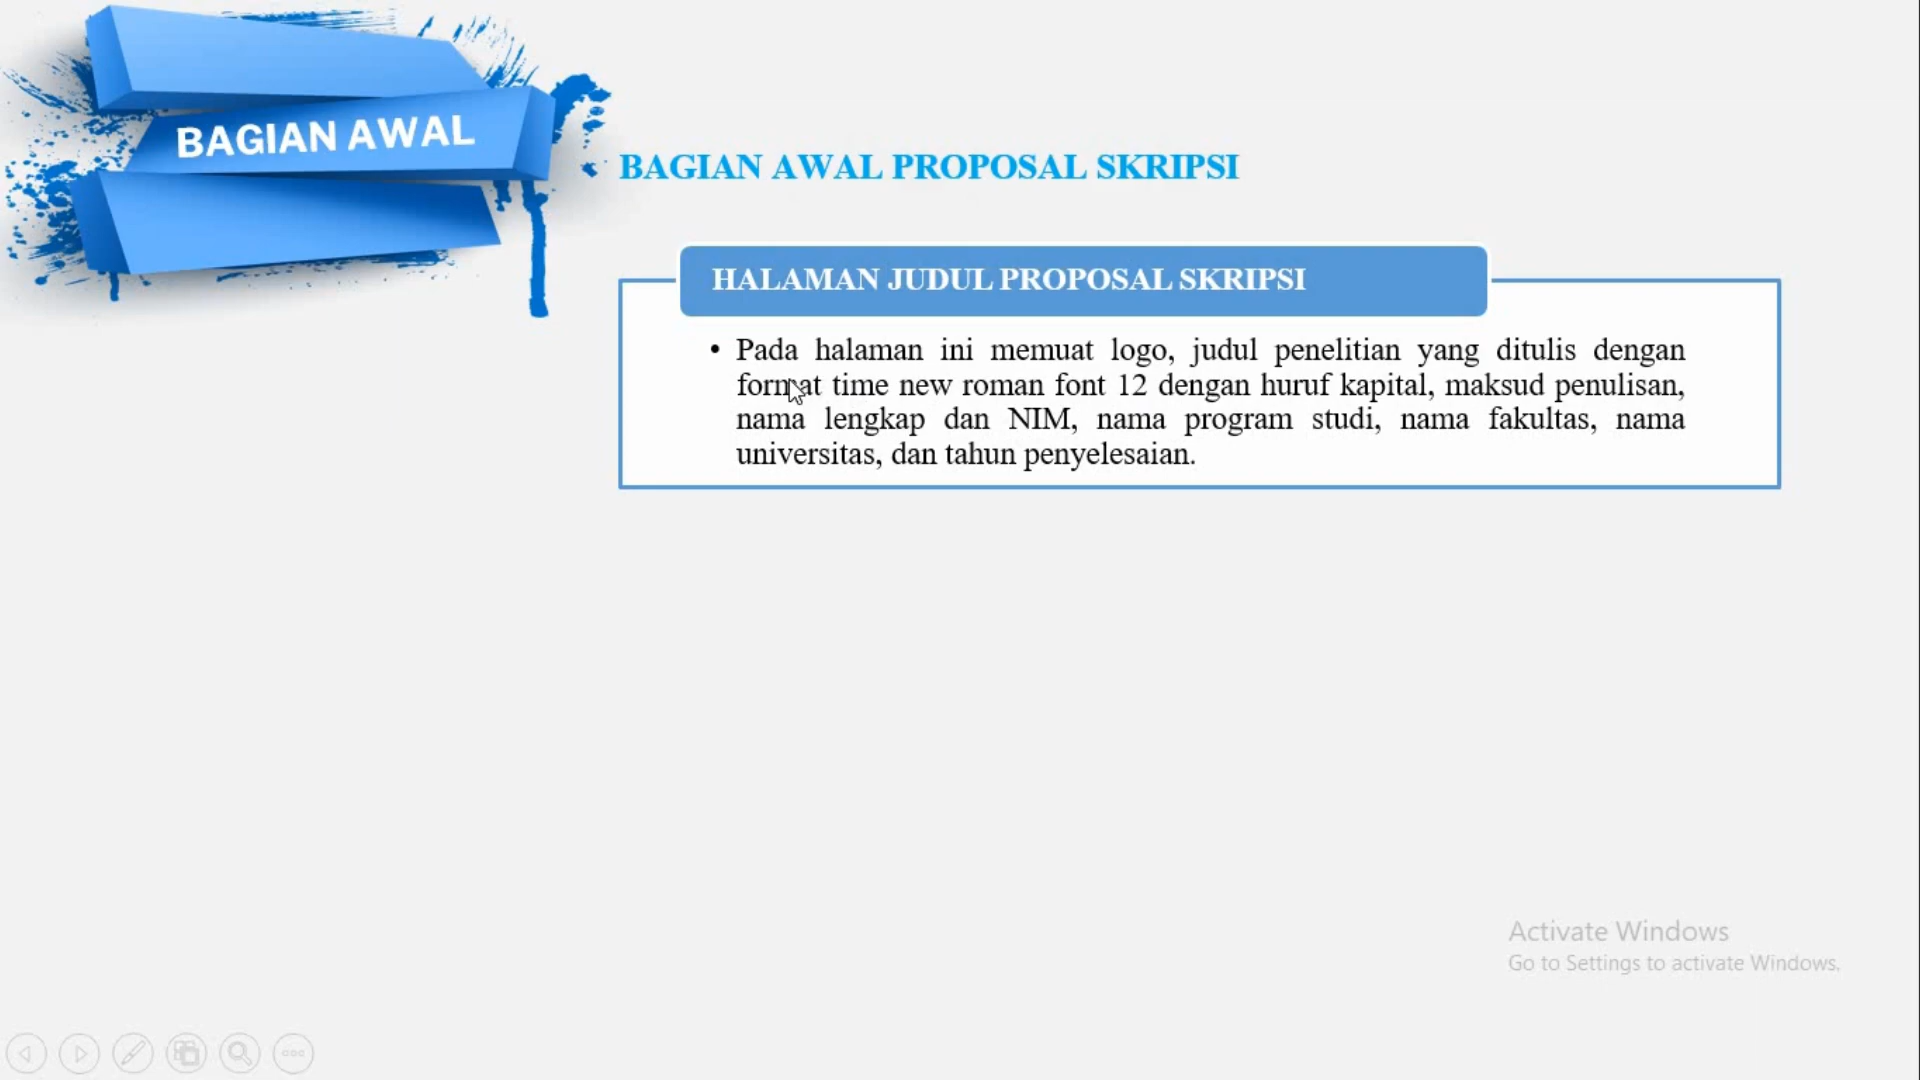 BAGIAN AWAL
BAGIAN AWAL PROPOSAL SKRIPSI
HALAMAN JUDUL PROPOSAL SKRIPSI
• Pada halaman ini memuat logo, judul penelitian yang ditulis dengan
format time new roman font 12 dengan huruf kapital, maksud penulisan,
nama lengkap dan NIM, nama program studi, nama fakultas, nama
universitas, dan tahun penyelesaian.
Activate Windows
Go to Settings to activate Windows.